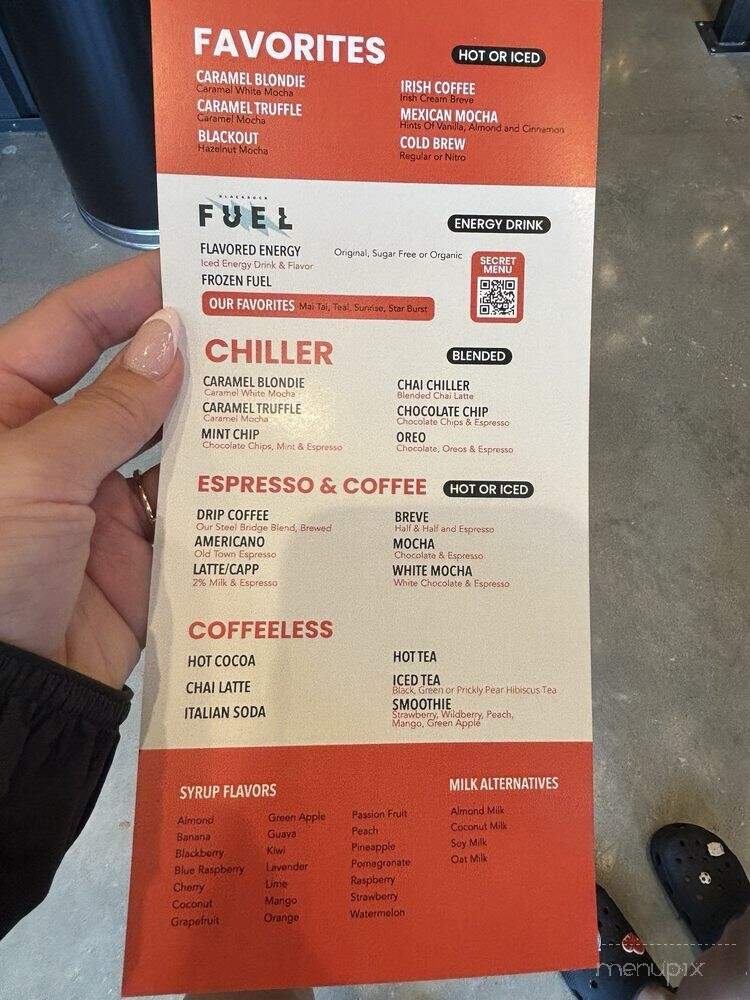 FAVORITES
HOT OR ICED
CARAMEL BLONDIE
Caramel White Mocha
CARAMEL TRUFFLE
Caramel Mocha
BLACKOUT
Hazelnut Mocha
IRISH COFFEE
Irish Cream Breve
MEXICAN MOCHA
Hints Of Vanilla, Almond and Cinnamon
COLD BREW
Regular or Nitro
BLACKROCK
FUEL
ENERGY DRINK
FLAVORED ENERGY
Iced Energy Drink & Flavor
Original, Sugar Free or Organic
FROZEN FUEL
OUR FAVORITES Mai Tai, Teal, Sunrise, Star Burst
SECRET
MENU
CHILLER
BLENDED
CARAMEL BLONDIE
Caramel White Mocha
CARAMEL TRUFFLE
Caramel Mocha
MINT CHIP
Chocolate Chips, Mint & Espresso
CHAI CHILLER
Blended Chai Latte
CHOCOLATE CHIP
Chocolate Chips & Espresso
OREO
Chocolate, Oreos & Espresso
ESPRESSO & COFFEE
HOT OR ICED
DRIP COFFEE
Our Steel Bridge Blend, Brewed
AMERICANO
Old Town Espresso
LATTE/CAPP
2% Milk & Espresso
BREVE
Half & Half and Espresso
MOCHA
Chocolate & Espresso
WHITE MOCHA
White Chocolate & Espresso
COFFEELESS
HOT COCOA
CHAI LATTE
ITALIAN SODA
HOT TEA
ICED TEA
Black, Green or Prickly Pear Hibiscus Tea
SMOOTHIE
Strawberry, Wildberry, Peach,
Mango, Green Apple
SYRUP FLAVORS
Almond
Banana
Blackberry
Blue Raspberry
Cherry
Coconut
Grapefruit
Green Apple
Guava
Kiwi
Lavender
Lime
Mango
Orange
Passion Fruit
Peach
Pineapple
Pomegranate
Raspberry
Strawberry
Watermelon
MILK ALTERNATIVES
Almond Milk
Coconut Milk
Soy Milk
Oat Milk
menupix